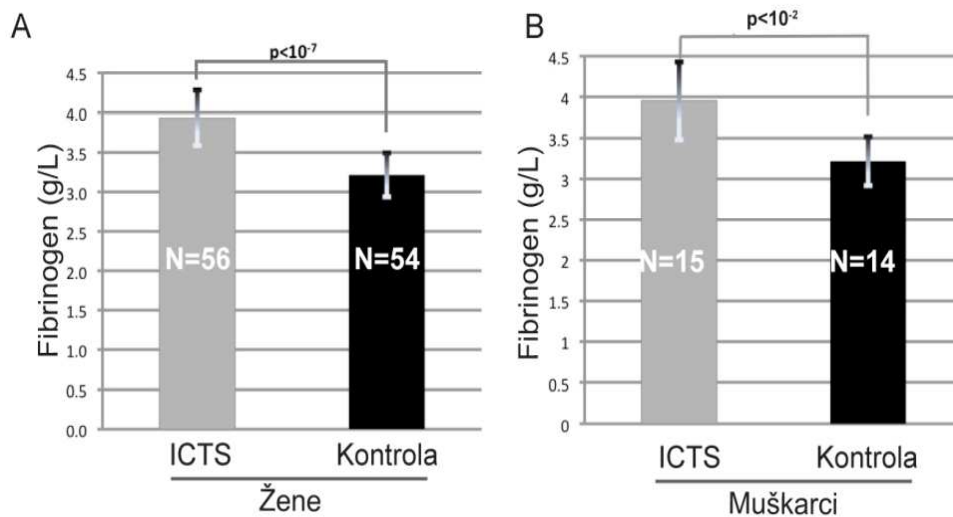 A
p<10⁻⁷
Fibrinogen (g/L)
4.5
4.0
3.5
3.0
2.5
2.0
1.5
1.0
0.5
0.0
N=56
N=54
ICTS
Kontrola
Žene
B
p<10⁻²
Fibrinogen (g/L)
4.5
4
3.5
3
2.5
2
1.5
1
0.5
0
N=15
N=14
ICTS
Kontrola
Muškarci